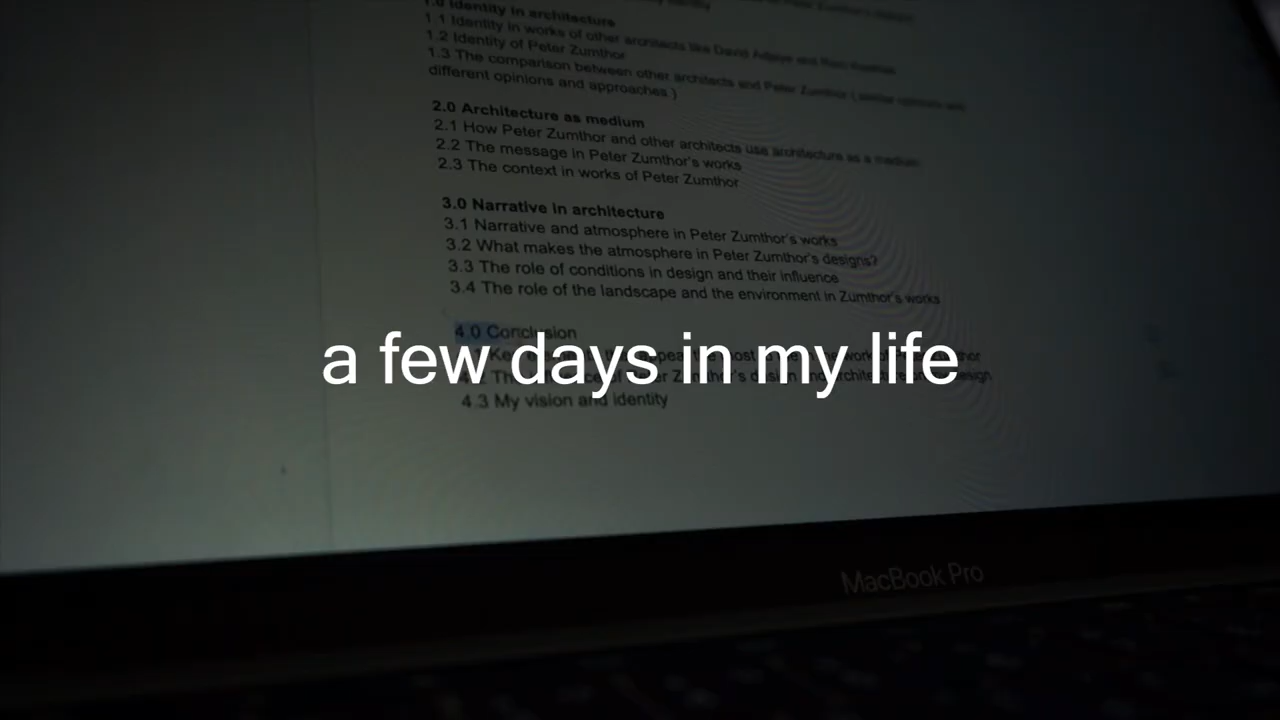 1.0 Identity in architecture
1.1 Identity in works of other architects like David Adjaye and
1.2 Identity of Peter Zumthor
1.3 The comparison between other architects and Peter Zumthor ( similar opinions and
different opinions and approaches )
2.0 Architecture as medium
2.1 How Peter Zumthor and other architects use architecture as a medium
2.2 The message in Peter Zumthor's works
2.3 The context in works of Peter Zumthor
3.0 Narrative in architecture
3.1 Narrative and atmosphere in Peter Zumthor's works
3.2 What makes the atmosphere in Peter Zumthor's designs?
3.3 The role of conditions in design and their influence
3.4 The role of the landscape and the environment in Zumthor's works
4.0 Conclusion
a few days in my life
4.3 My vision and identity
MacBook Pro